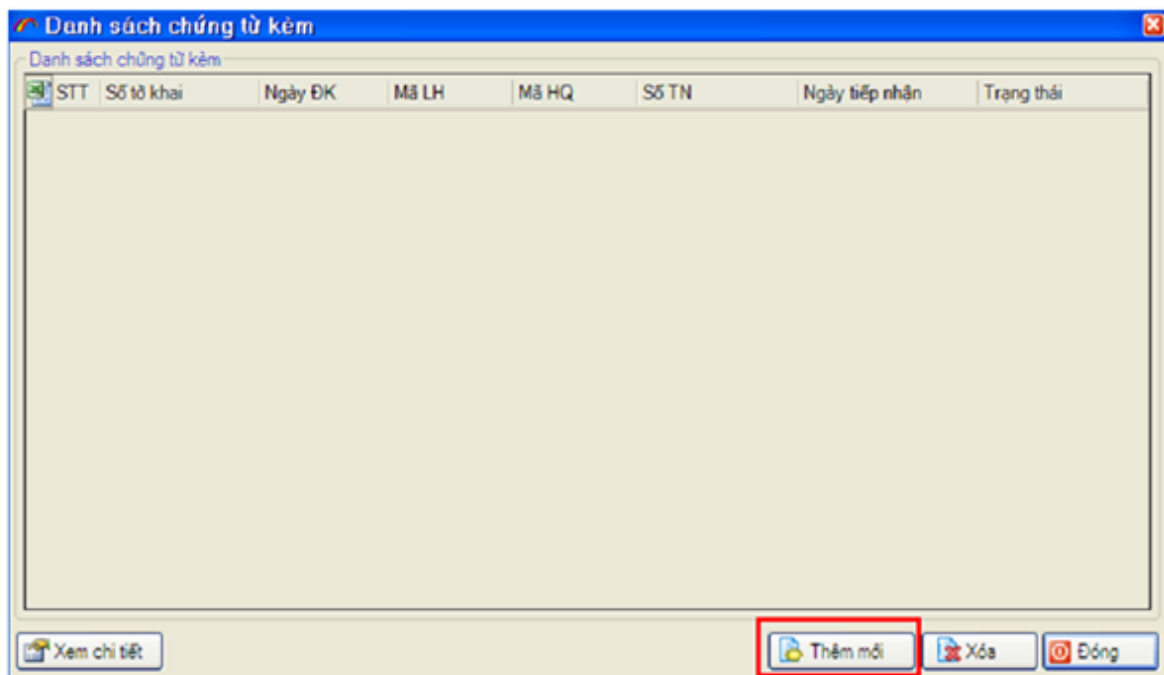 Danh sách chứng từ kèm
Danh sách chứng từ kèm
STT Số tờ khai Ngày ĐK Mã LH Mã HQ Số TN Ngày tiếp nhận Trạng thái
Xem chi tiết Thêm mới Xóa Đóng